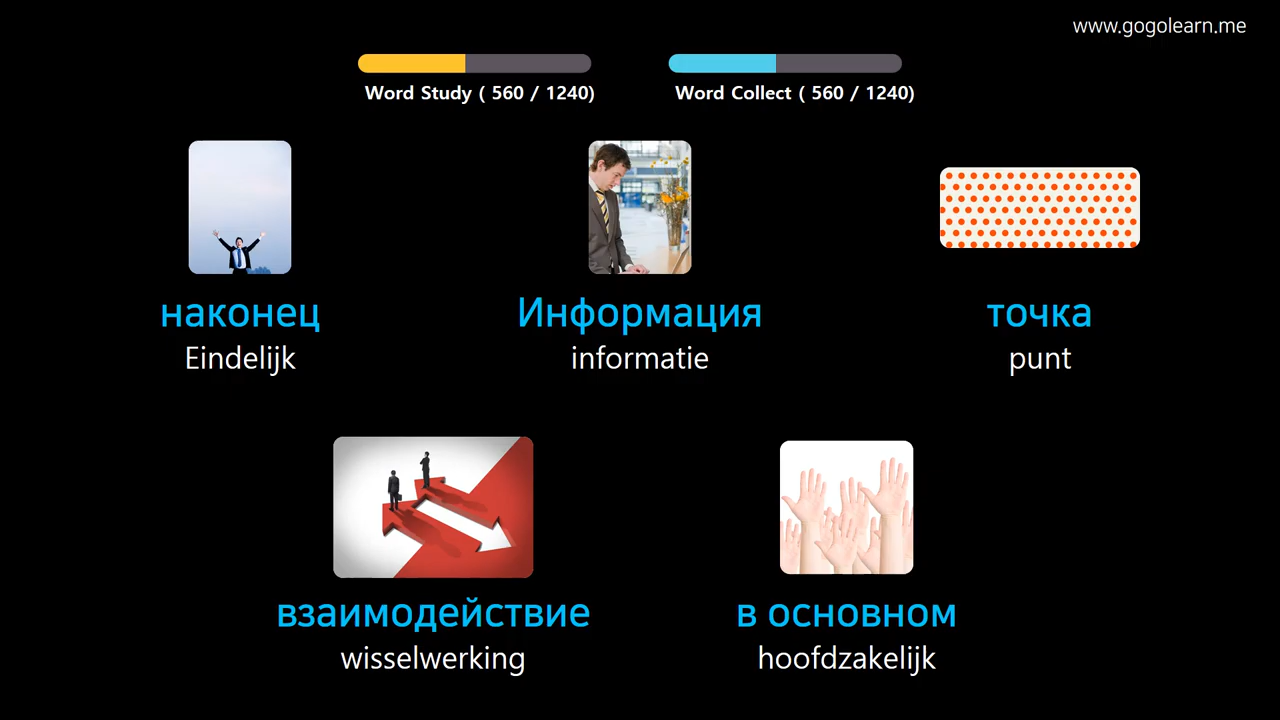 www.gogolearn.me
Word Study ( 560 / 1240)
Word Collect ( 560 / 1240)
наконец
Eindelijk
Информация
informatie
точка
punt
взаимодействие
wisselwerking
в основном
hoofdzakelijk